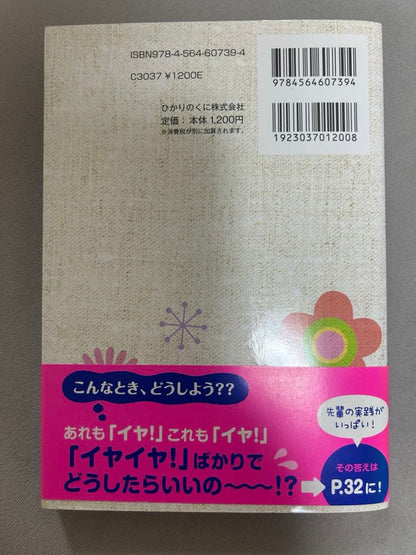 ISBN978-4-564-60739-4
C3037 ¥1200E
ひかりのくに株式会社
定価：本体1,200円
※消費税が別に加算されます。
9784564607394
1923037012008
こんなとき、どうしよう??
あれも「イヤ!」これも「イヤ!」
「イヤイヤ!」ばかりで
どうしたらいいの〜〜〜!?
先輩の実践が
いっぱい!
その答えは
P.32に!